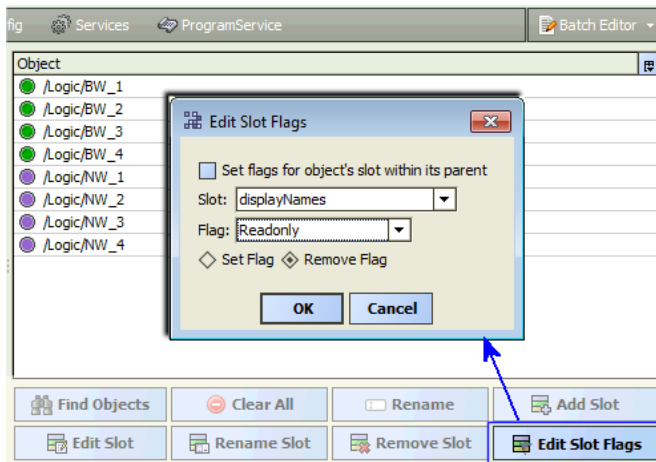 fig Services ProgramService Batch Editor
Object
/Logic/BW_1
/Logic/BW_2
/Logic/BW_3
/Logic/BW_4
/Logic/NW_1
/Logic/NW_2
/Logic/NW_3
/Logic/NW_4
Edit Slot Flags
Set flags for object's slot within its parent
Slot: displayNames
Flag: Readonly
Set Flag Remove Flag
OK Cancel
Find Objects Clear All Rename Add Slot
Edit Slot Rename Slot Remove Slot Edit Slot Flags